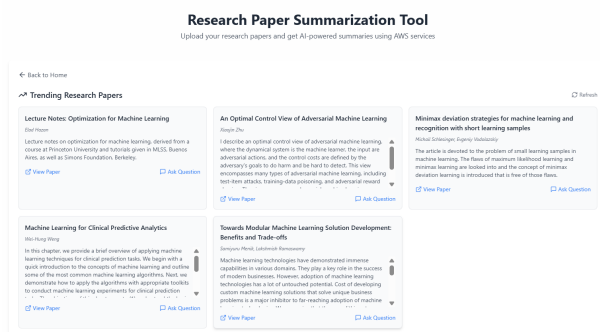 Research Paper Summarization Tool
Upload your research papers and get AI-powered summaries using AWS services
Back to Home
Trending Research Papers
Refresh
Lecture Notes: Optimization for Machine Learning
Elad Hazan
Lecture notes on optimization for machine learning, derived from a
course at Princeton University and tutorials given in MLSS, Buenos
Aires, as well as Simons Foundation, Berkeley.
View Paper
Ask Question
An Optimal Control View of Adversarial Machine Learning
Xiaojin Zhu
I describe an optimal control view of adversarial machine learning,
where the dynamical system is the machine learner, the input are
adversarial actions, and the control costs are defined by the
adversary's goals to do harm and be hard to detect. This view
encompasses many types of adversarial machine learning, including
test-item attacks, training-data poisoning, and adversarial reward
View Paper
Ask Question
Minimax deviation strategies for machine learning and
recognition with short learning samples
Michail Schlesinger, Evgeniy Vodolazskiy
The article is devoted to the problem of small learning samples in
machine learning. The flaws of maximum likelihood learning and
minimax learning are looked into and the concept of minimax
deviation learning is introduced that is free of those flaws.
View Paper
Ask Question
Machine Learning for Clinical Predictive Analytics
Wei-Hung Weng
In this chapter, we provide a brief overview of applying machine
learning techniques for clinical prediction tasks. We begin with a
quick introduction to the concepts of machine learning and outline
some of the most common machine learning algorithms. Next, we
demonstrate how to apply the algorithms with appropriate toolkits
to conduct machine learning experiments for clinical prediction
View Paper
Ask Question
Towards Modular Machine Learning Solution Development:
Benefits and Trade-offs
Samiyuru Menik, Lakshmish Ramaswamy
Machine learning technologies have demonstrated immense
capabilities in various domains. They play a key role in the success
of modern businesses. However, adoption of machine learning
technologies has a lot of untouched potential. Cost of developing
custom machine learning solutions that solve unique business
problems is a major inhibitor to far-reaching adoption of machine
View Paper
Ask Question